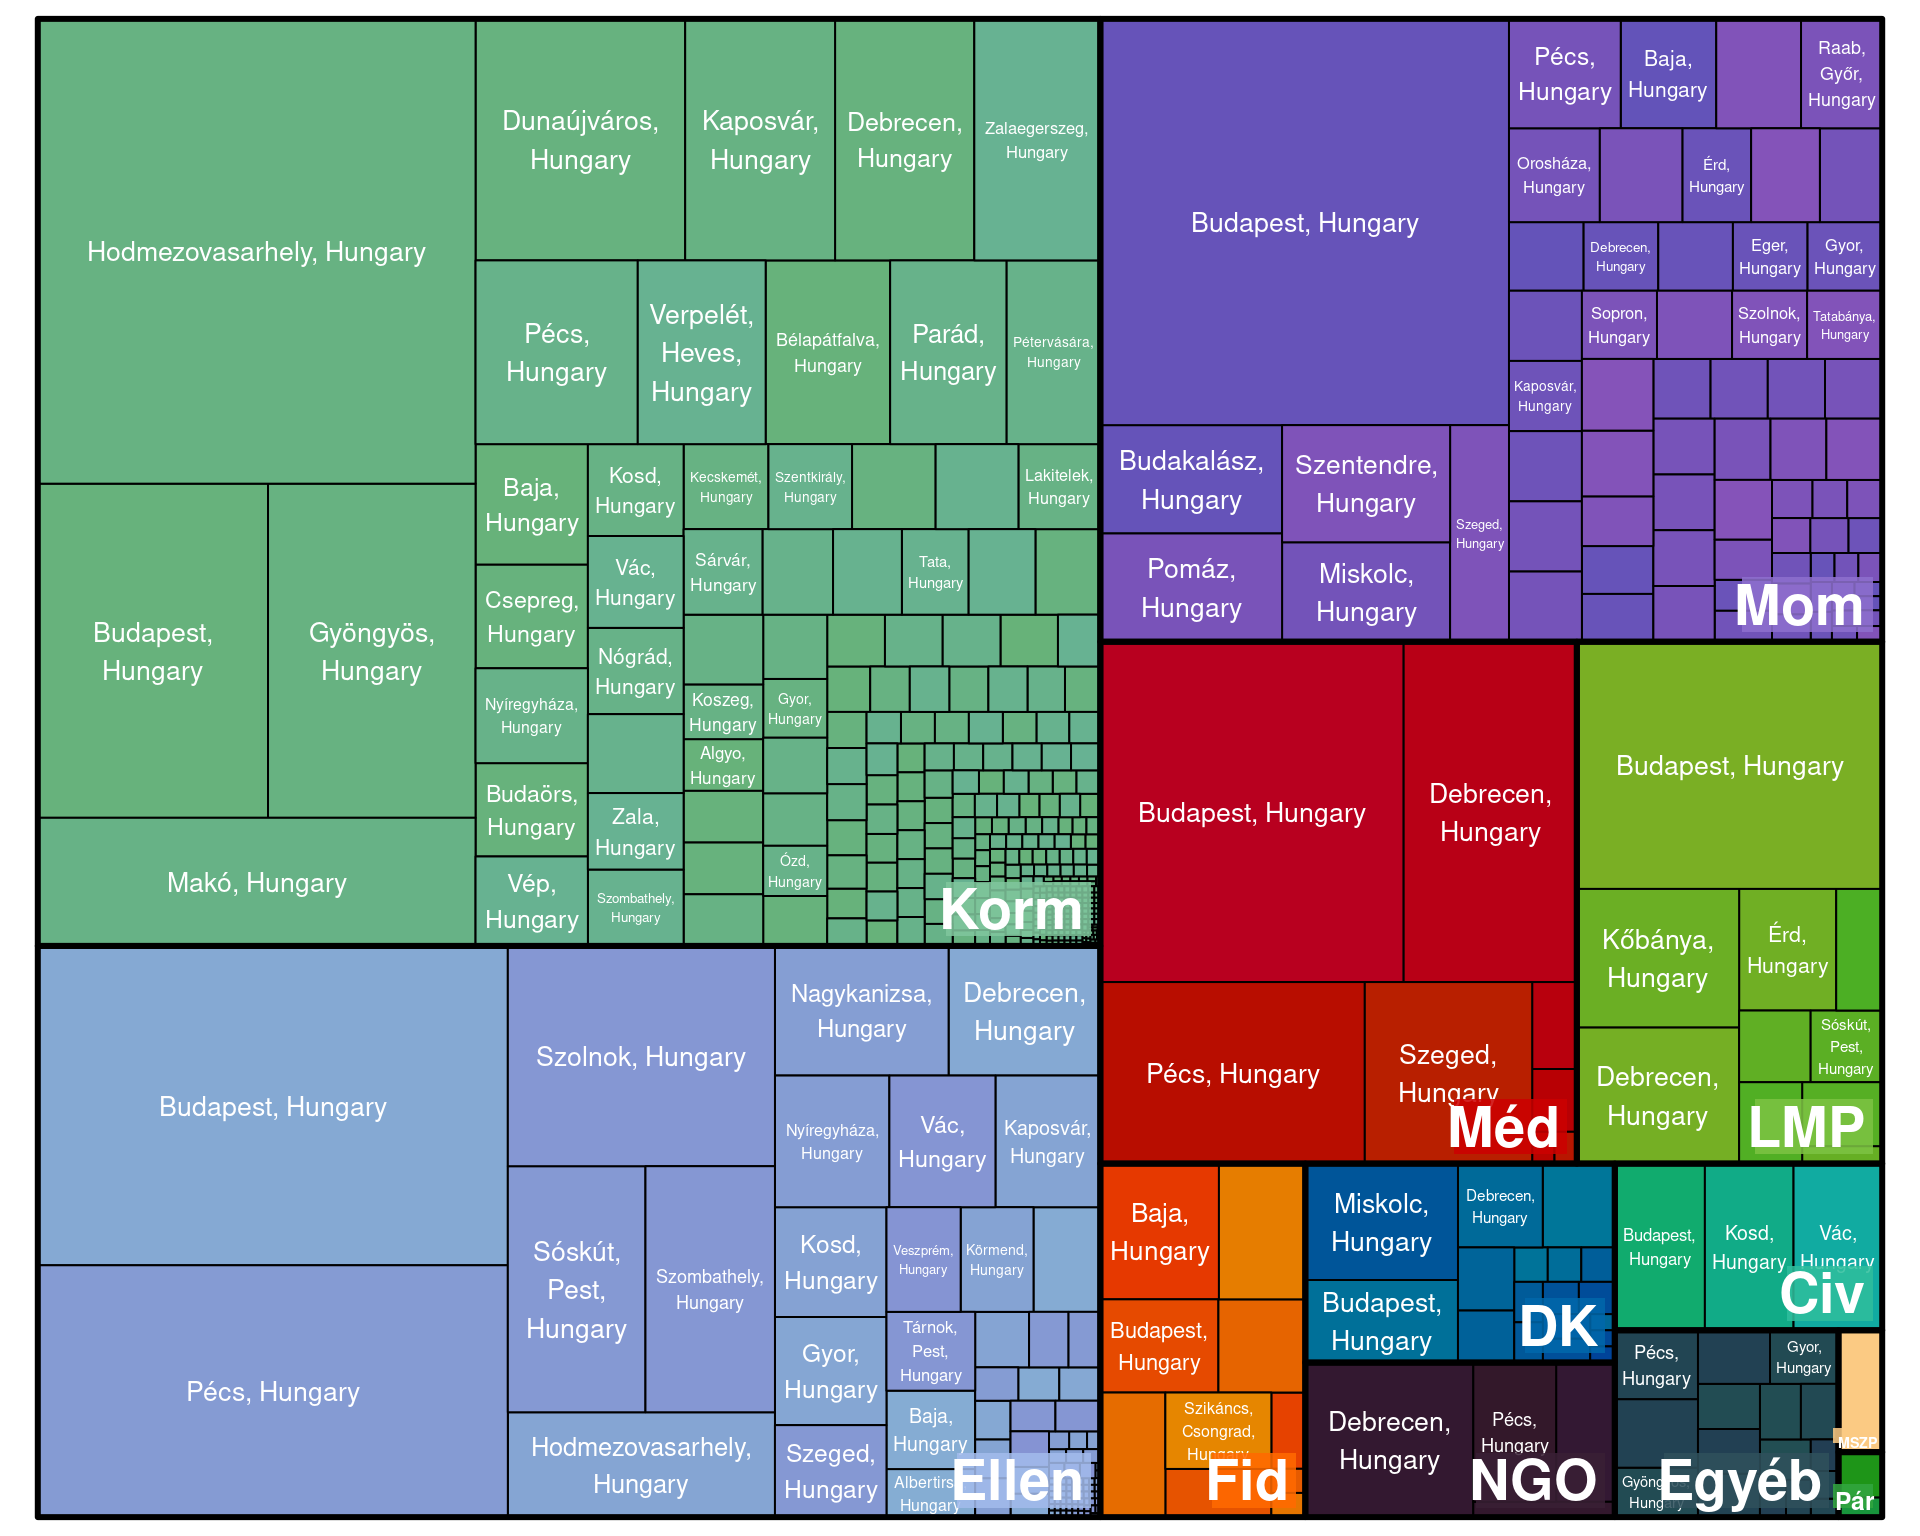 Hodmezovasarhely, Hungary
Budapest,
Hungary
Gyöngyös,
Hungary
Makó, Hungary
Dunaújváros,
Hungary
Kaposvár,
Hungary
Debrecen,
Hungary
Zalaegerszeg,
Hungary
Pécs,
Hungary
Verpelét,
Heves,
Hungary
Bélapátfalva,
Hungary
Parád,
Hungary
Pétervására,
Hungary
Baja,
Hungary
Csepreg,
Hungary
Nyíregyháza,
Hungary
Budaörs,
Hungary
Vép,
Hungary
Kosd,
Hungary
Vác,
Hungary
Nógrád,
Hungary
Zala,
Hungary
Szombathely,
Hungary
Kecskemét,
Hungary
Szentkirály,
Hungary
Lakitelek,
Hungary
Sárvár,
Hungary
Tata,
Hungary
Koszeg,
Hungary
Gyor,
Hungary
Algyo,
Hungary
Ózd,
Hungary
Korm
Budapest, Hungary
Pécs, Hungary
Szolnok, Hungary
Sóskút,
Pest,
Hungary
Szombathely,
Hungary
Hodmezovasarhely,
Hungary
Nagykanizsa,
Hungary
Debrecen,
Hungary
Nyíregyháza,
Hungary
Vác,
Hungary
Kaposvár,
Hungary
Kosd,
Hungary
Veszprém,
Hungary
Körmend,
Hungary
Gyor,
Hungary
Tárnok,
Pest,
Hungary
Baja,
Hungary
Szeged,
Hungary
Albertirsa,
Hungary
Ellen
Budapest, Hungary
Budakalász,
Hungary
Pomáz,
Hungary
Szentendre,
Hungary
Miskolc,
Hungary
Szeged,
Hungary
Pécs,
Hungary
Baja,
Hungary
Raab,
Győr,
Hungary
Orosháza,
Hungary
Érd,
Hungary
Debrecen,
Hungary
Eger,
Hungary
Gyor,
Hungary
Sopron,
Hungary
Szolnok,
Hungary
Tatabánya,
Hungary
Kaposvár,
Hungary
Mom
Budapest, Hungary
Debrecen,
Hungary
Pécs, Hungary
Szeged,
Hungary
Méd
Budapest, Hungary
Kőbánya,
Hungary
Érd,
Hungary
Debrecen,
Hungary
Sóskút,
Pest,
Hungary
LMP
Baja,
Hungary
Budapest,
Hungary
Szikáncs,
Csongrad,
Hungary
Fid
Miskolc,
Hungary
Debrecen,
Hungary
Budapest,
Hungary
DK
Debrecen,
Hungary
Pécs,
Hungary
NGO
Budapest,
Hungary
Kosd,
Hungary
Vác,
Hungary
Civ
Pécs,
Hungary
Gyor,
Hungary
Gyöngyös,
Hungary
Egyéb
MSZP
Pár